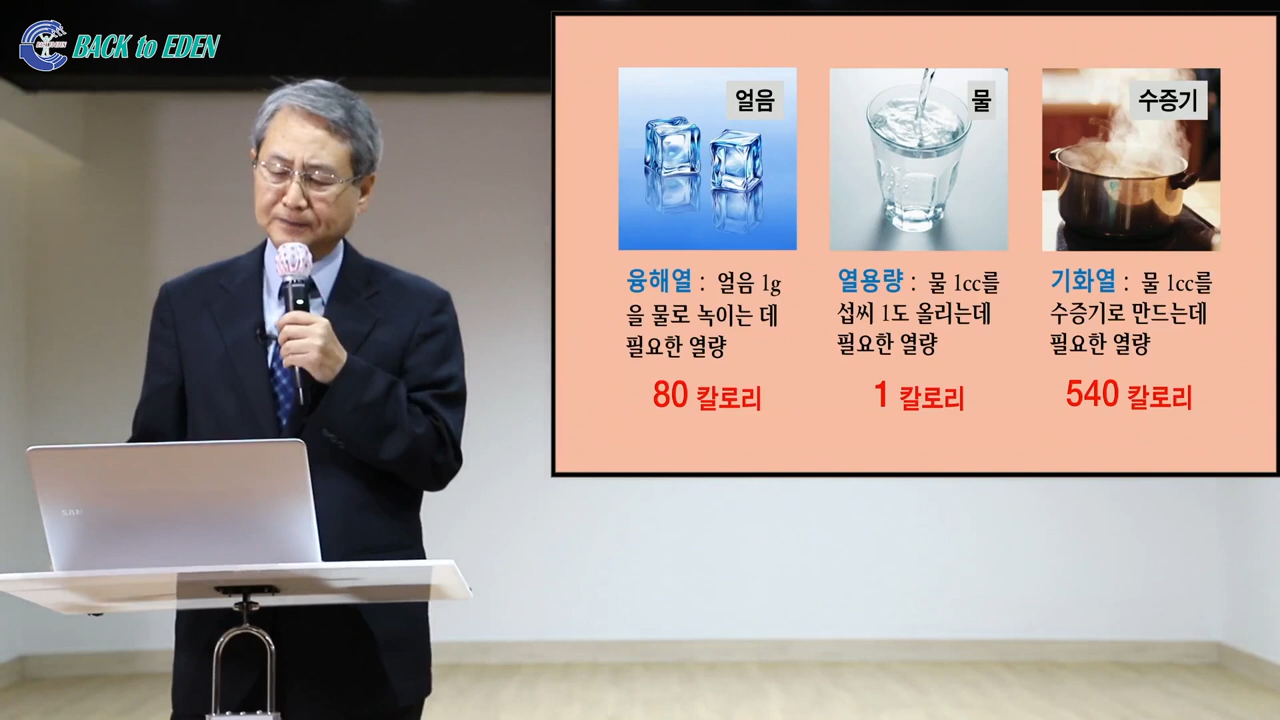 BACK to EDEN
얼음
물
수증기
융해열 : 얼음 1g
을 물로 녹이는 데
필요한 열량
80 칼로리
열용량 : 물 1cc를
섭씨 1도 올리는데
필요한 열량
1 칼로리
기화열 : 물 1cc를
수증기로 만드는데
필요한 열량
540 칼로리